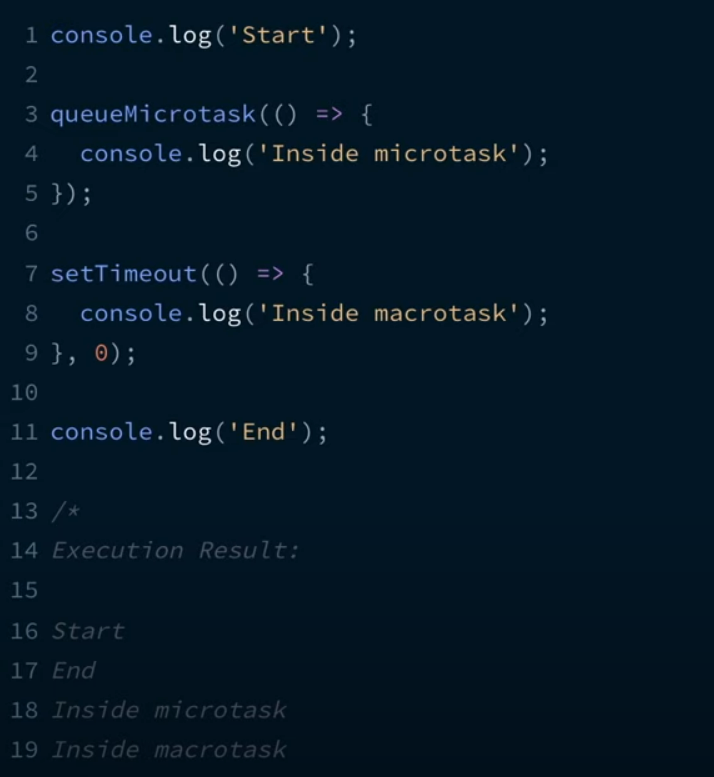 1 console.log('Start');
2
3 queueMicrotask(() => {
4   console.log('Inside microtask');
5 });
6
7 setTimeout(() => {
8   console.log('Inside macrotask');
9 }, 0);
10
11 console.log('End');
12
13 /*
14 Execution Result:
15
16 Start
17 End
18 Inside microtask
19 Inside macrotask